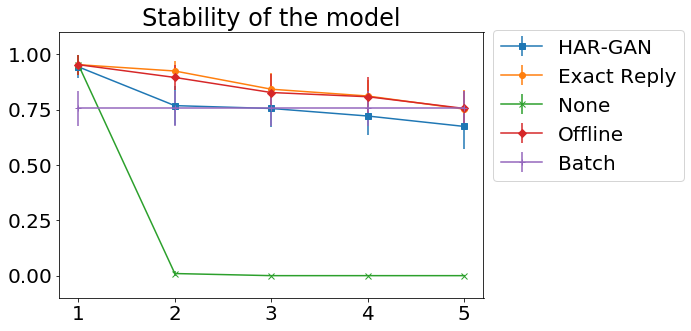 Stability of the model
1.00
0.75
0.50
0.25
0.00
1 2 3 4 5
HAR-GAN
Exact Reply
None
Offline
Batch